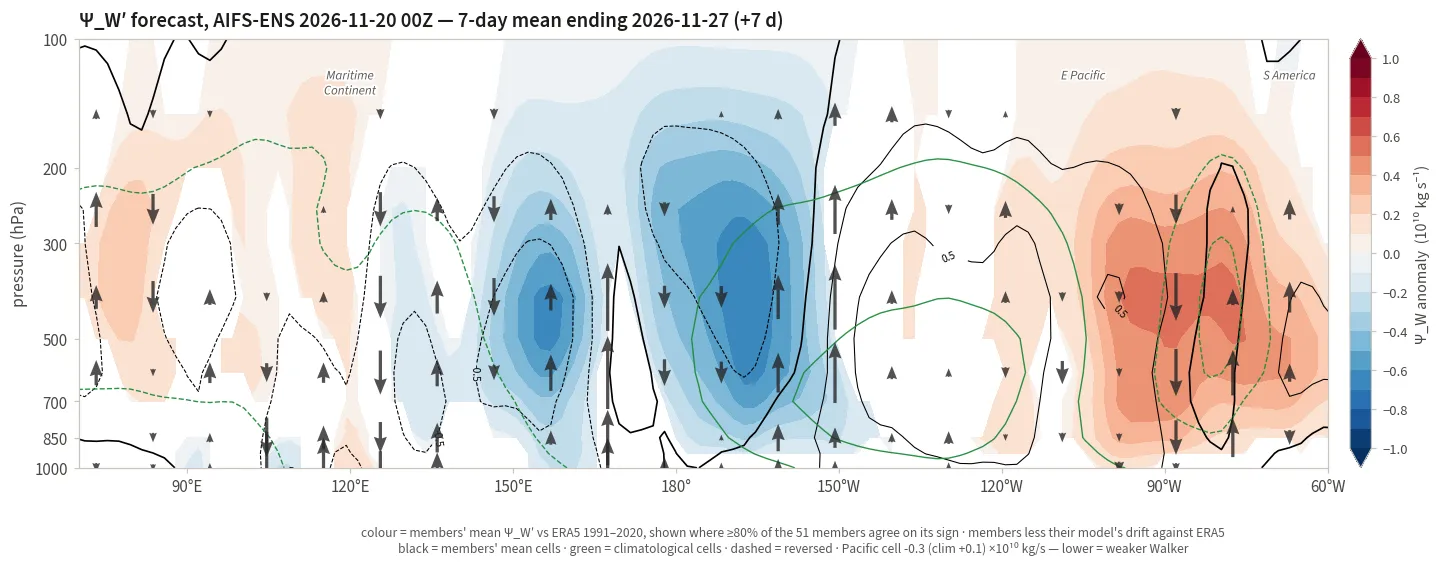 Ψ_W′ forecast, AIFS-ENS 2026-11-20 00Z — 7-day mean ending 2026-11-27 (+7 d)
100
200
300
400
500
700
850
1000
pressure (hPa)
Maritime
Continent
E Pacific
S America
0.5
0.5
0.5
90°E
120°E
150°E
180°
150°W
120°W
90°W
60°W
1.0
0.8
0.6
0.4
0.2
0.0
−0.2
−0.4
−0.6
−0.8
−1.0
Ψ_W anomaly (10¹⁰ kg s⁻¹)
colour = members' mean Ψ_W′ vs ERA5 1991–2020, shown where ≥80% of the 51 members agree on its sign · members less their model's drift against ERA5
black = members' mean cells · green = climatological cells · dashed = reversed · Pacific cell -0.3 (clim +0.1) ×10¹⁰ kg/s — lower = weaker Walker